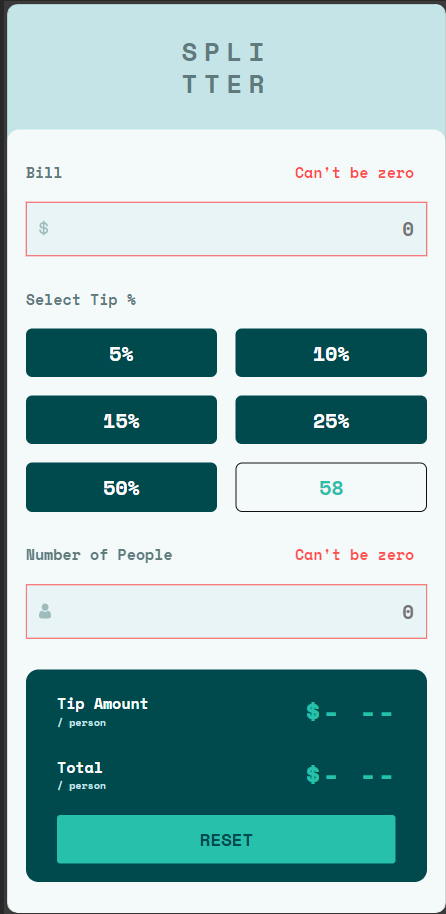 SPLI
TTER
Bill Can't be zero
$ 0
Select Tip %
5% 10%
15% 25%
50% 58
Number of People Can't be zero
0
Tip Amount $- --
/ person
Total $- --
/ person
RESET